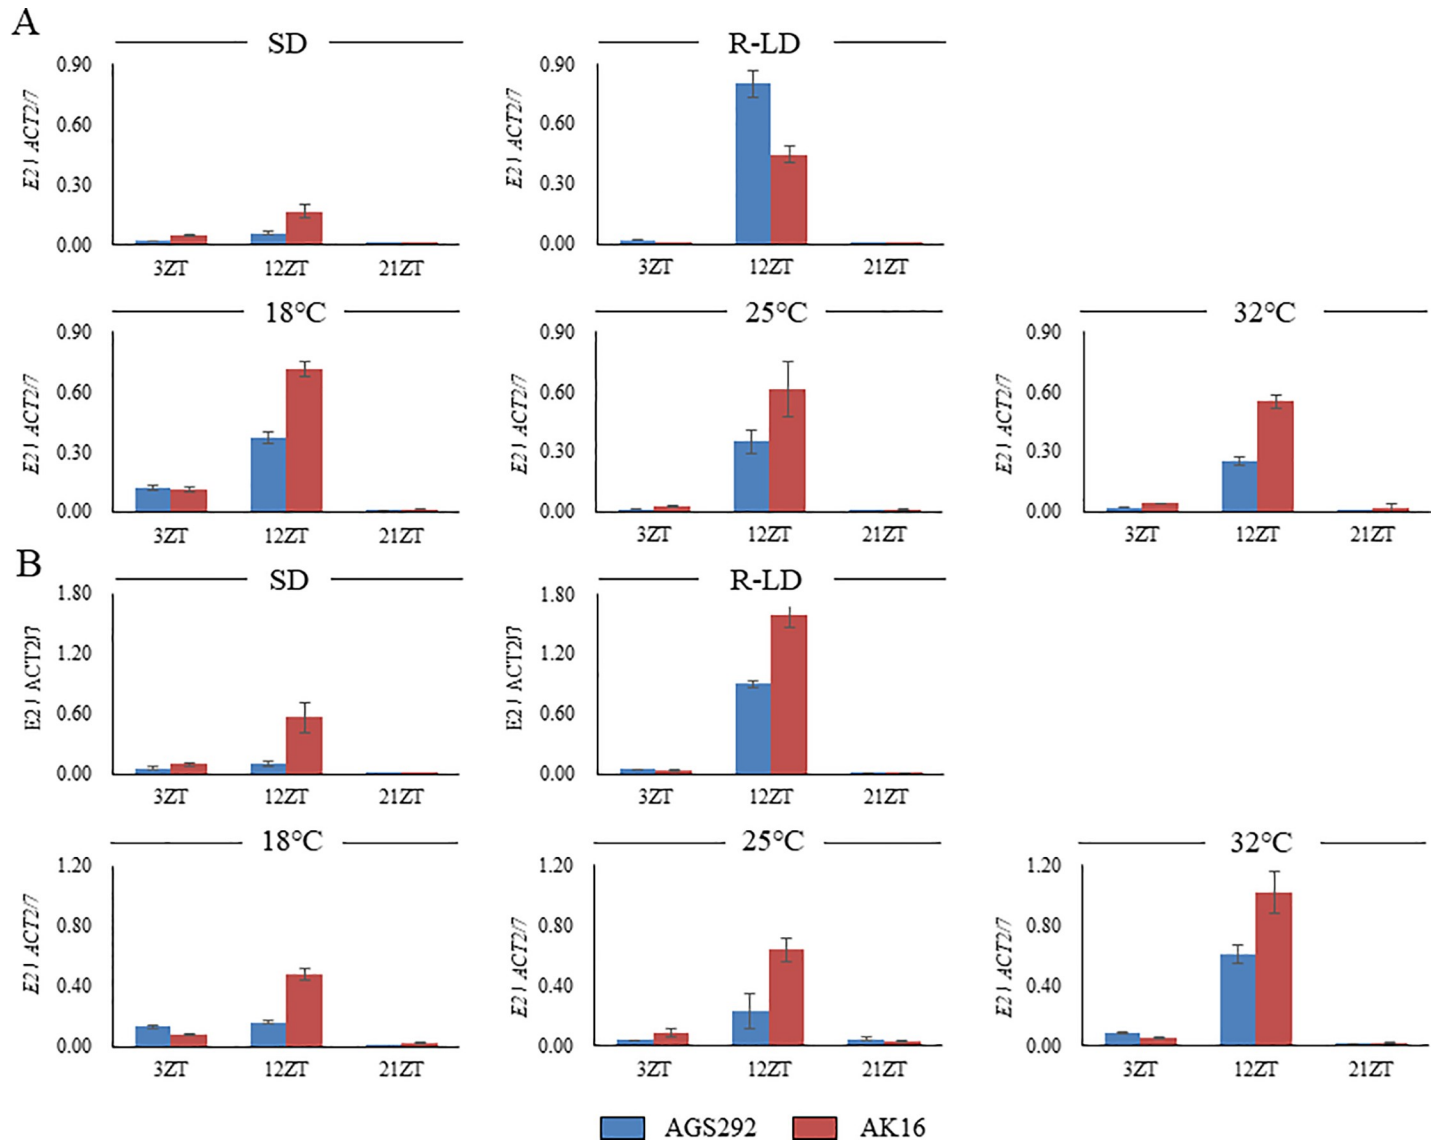 A
SD
R-LD
0.90
0.60
0.30
0.00
E2 / ACT2/7
3ZT 12ZT 21ZT
0.90
0.60
0.30
0.00
E2 / ACT2/7
3ZT 12ZT 21ZT
18°C
25°C
32°C
0.90
0.60
0.30
0.00
E2 / ACT2/7
3ZT 12ZT 21ZT
0.90
0.60
0.30
0.00
E2 / ACT2/7
3ZT 12ZT 21ZT
0.90
0.60
0.30
0.00
E2 / ACT2/7
3ZT 12ZT 21ZT
B
SD
R-LD
1.80
1.20
0.60
0.00
E2 / ACT2/7
3ZT 12ZT 21ZT
1.80
1.20
0.60
0.00
E2 / ACT2/7
3ZT 12ZT 21ZT
18°C
25°C
32°C
1.20
0.80
0.40
0.00
E2 / ACT2/7
3ZT 12ZT 21ZT
1.20
0.80
0.40
0.00
E2 / ACT2/7
3ZT 12ZT 21ZT
1.20
0.80
0.40
0.00
E2 / ACT2/7
3ZT 12ZT 21ZT
AGS292 AK16